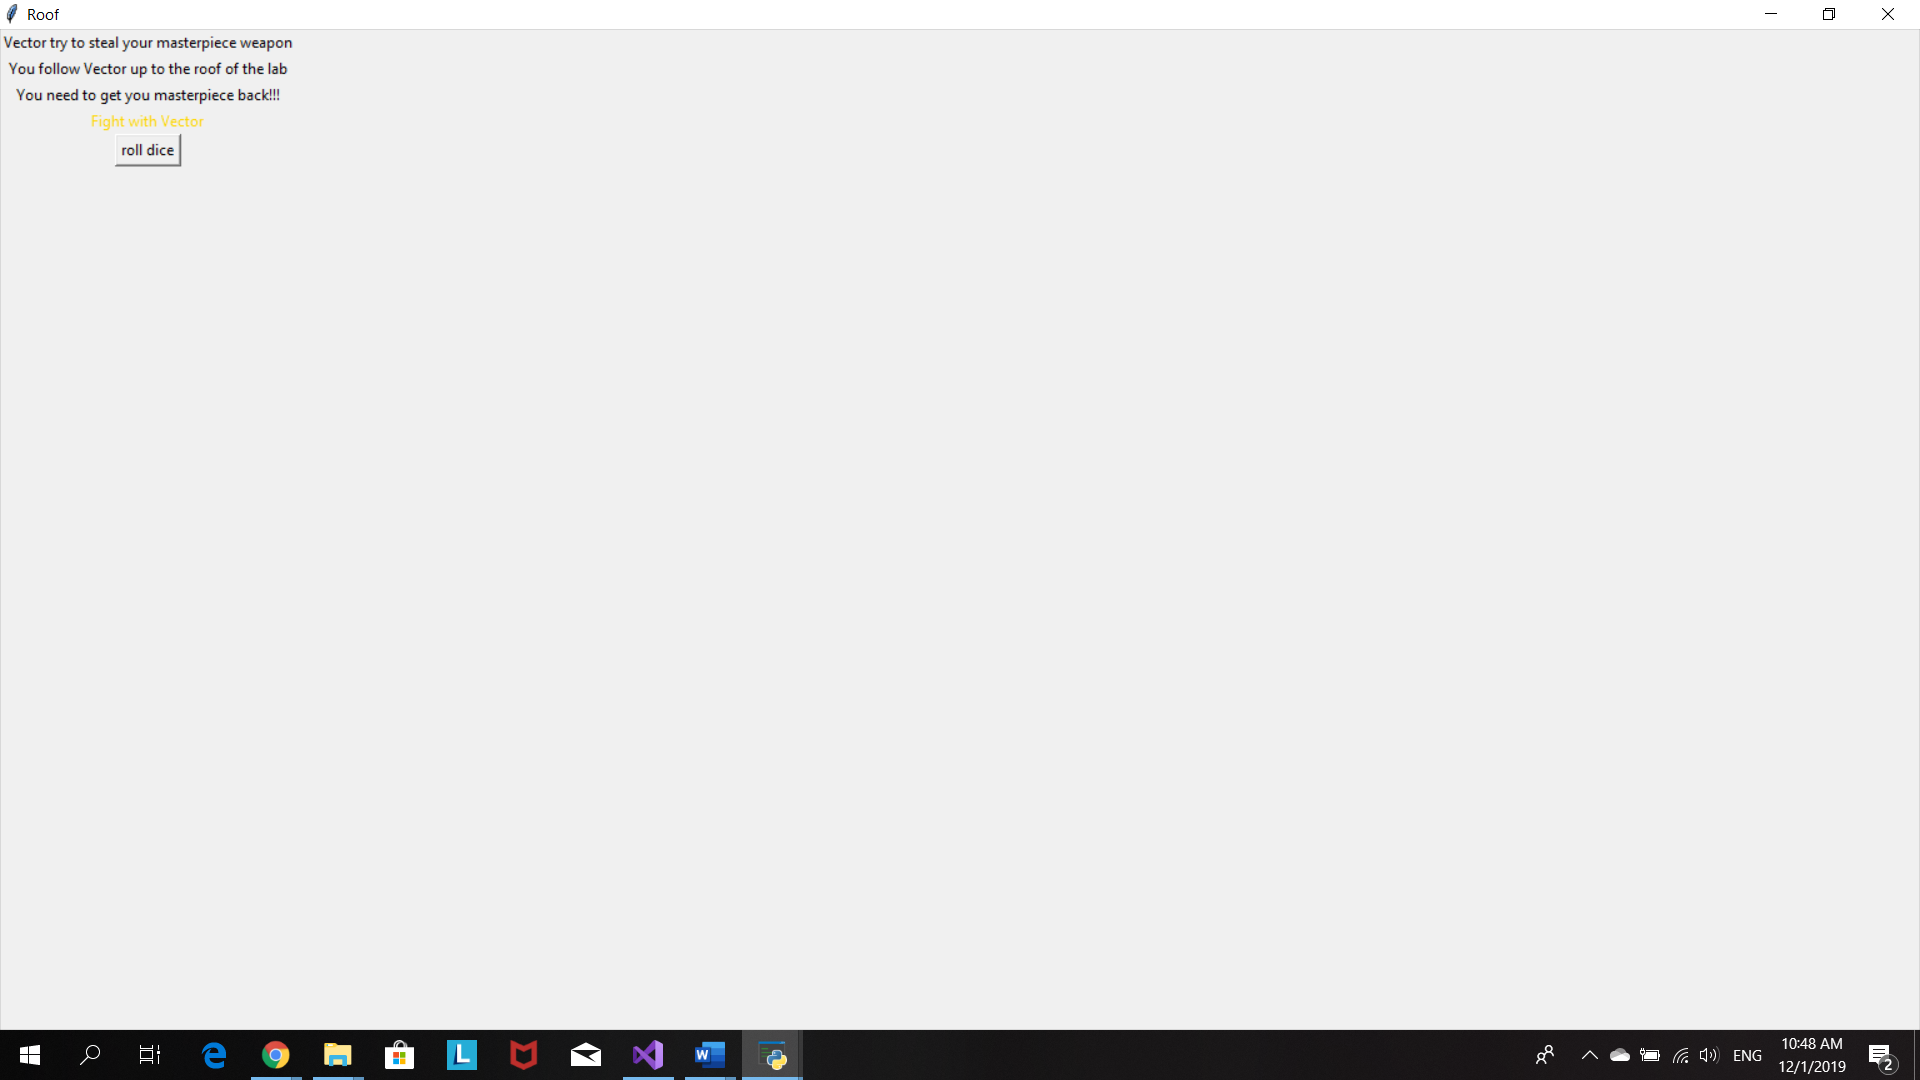 Roof
Vector try to steal your masterpiece weapon
You follow Vector up to the roof of the lab
You need to get you masterpiece back!!!
Fight with Vector
roll dice
L
W
ENG
10:48 AM
12/1/2019
2